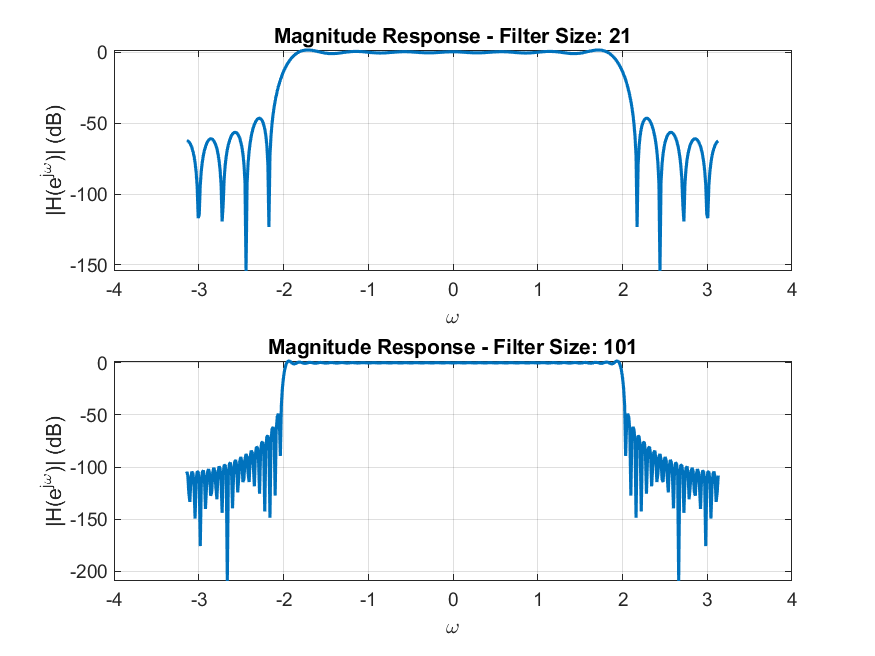 Magnitude Response - Filter Size: 21
|H(e^jω)| (dB)
0
-50
-100
-150
-4 -3 -2 -1 0 1 2 3 4
ω
Magnitude Response - Filter Size: 101
|H(e^jω)| (dB)
0
-50
-100
-150
-200
-4 -3 -2 -1 0 1 2 3 4
ω